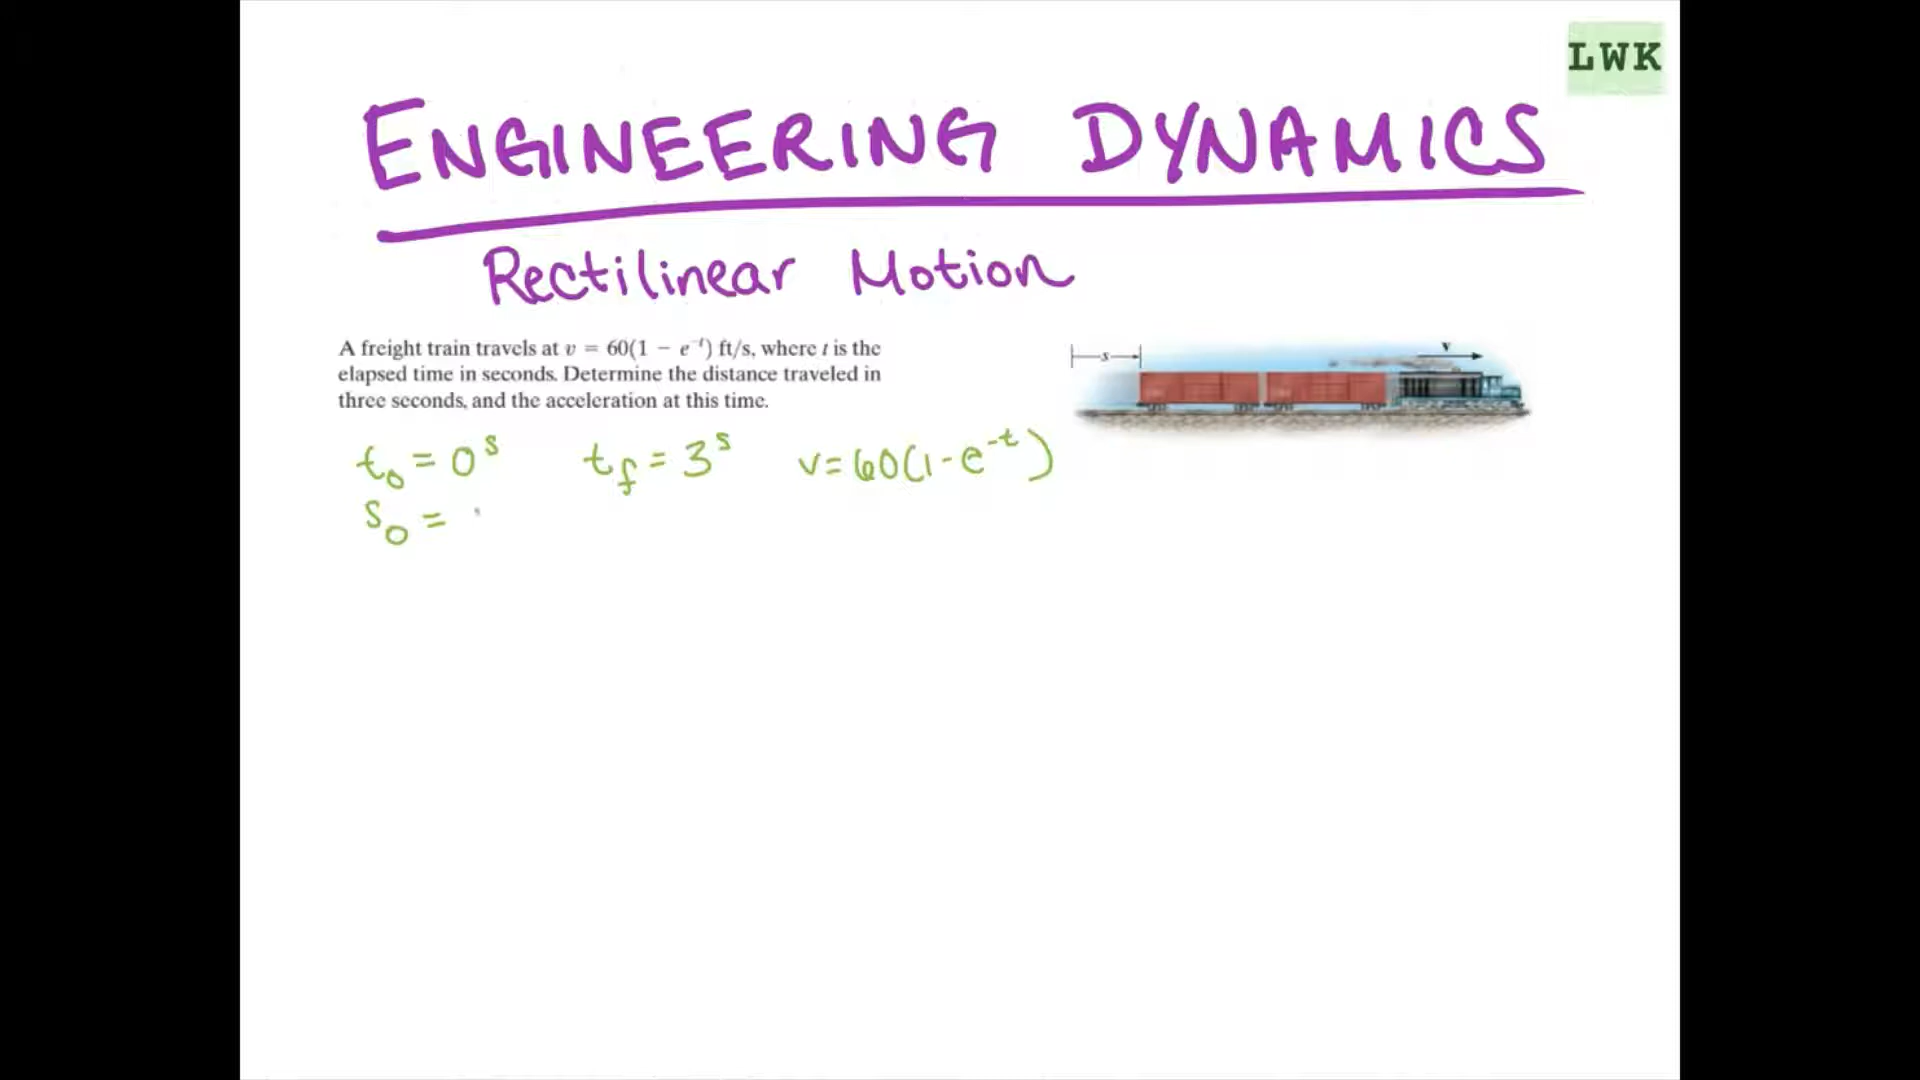 LWK
ENGINEERING DYNAMICS
Rectilinear Motion
A freight train travels at v = 60(1 − e⁻ᵗ) ft/s, where t is the
elapsed time in seconds. Determine the distance traveled in
three seconds, and the acceleration at this time.
s
v
t₀ = 0ˢ t_f = 3ˢ v=60(1-e⁻ᵗ)
s₀ =